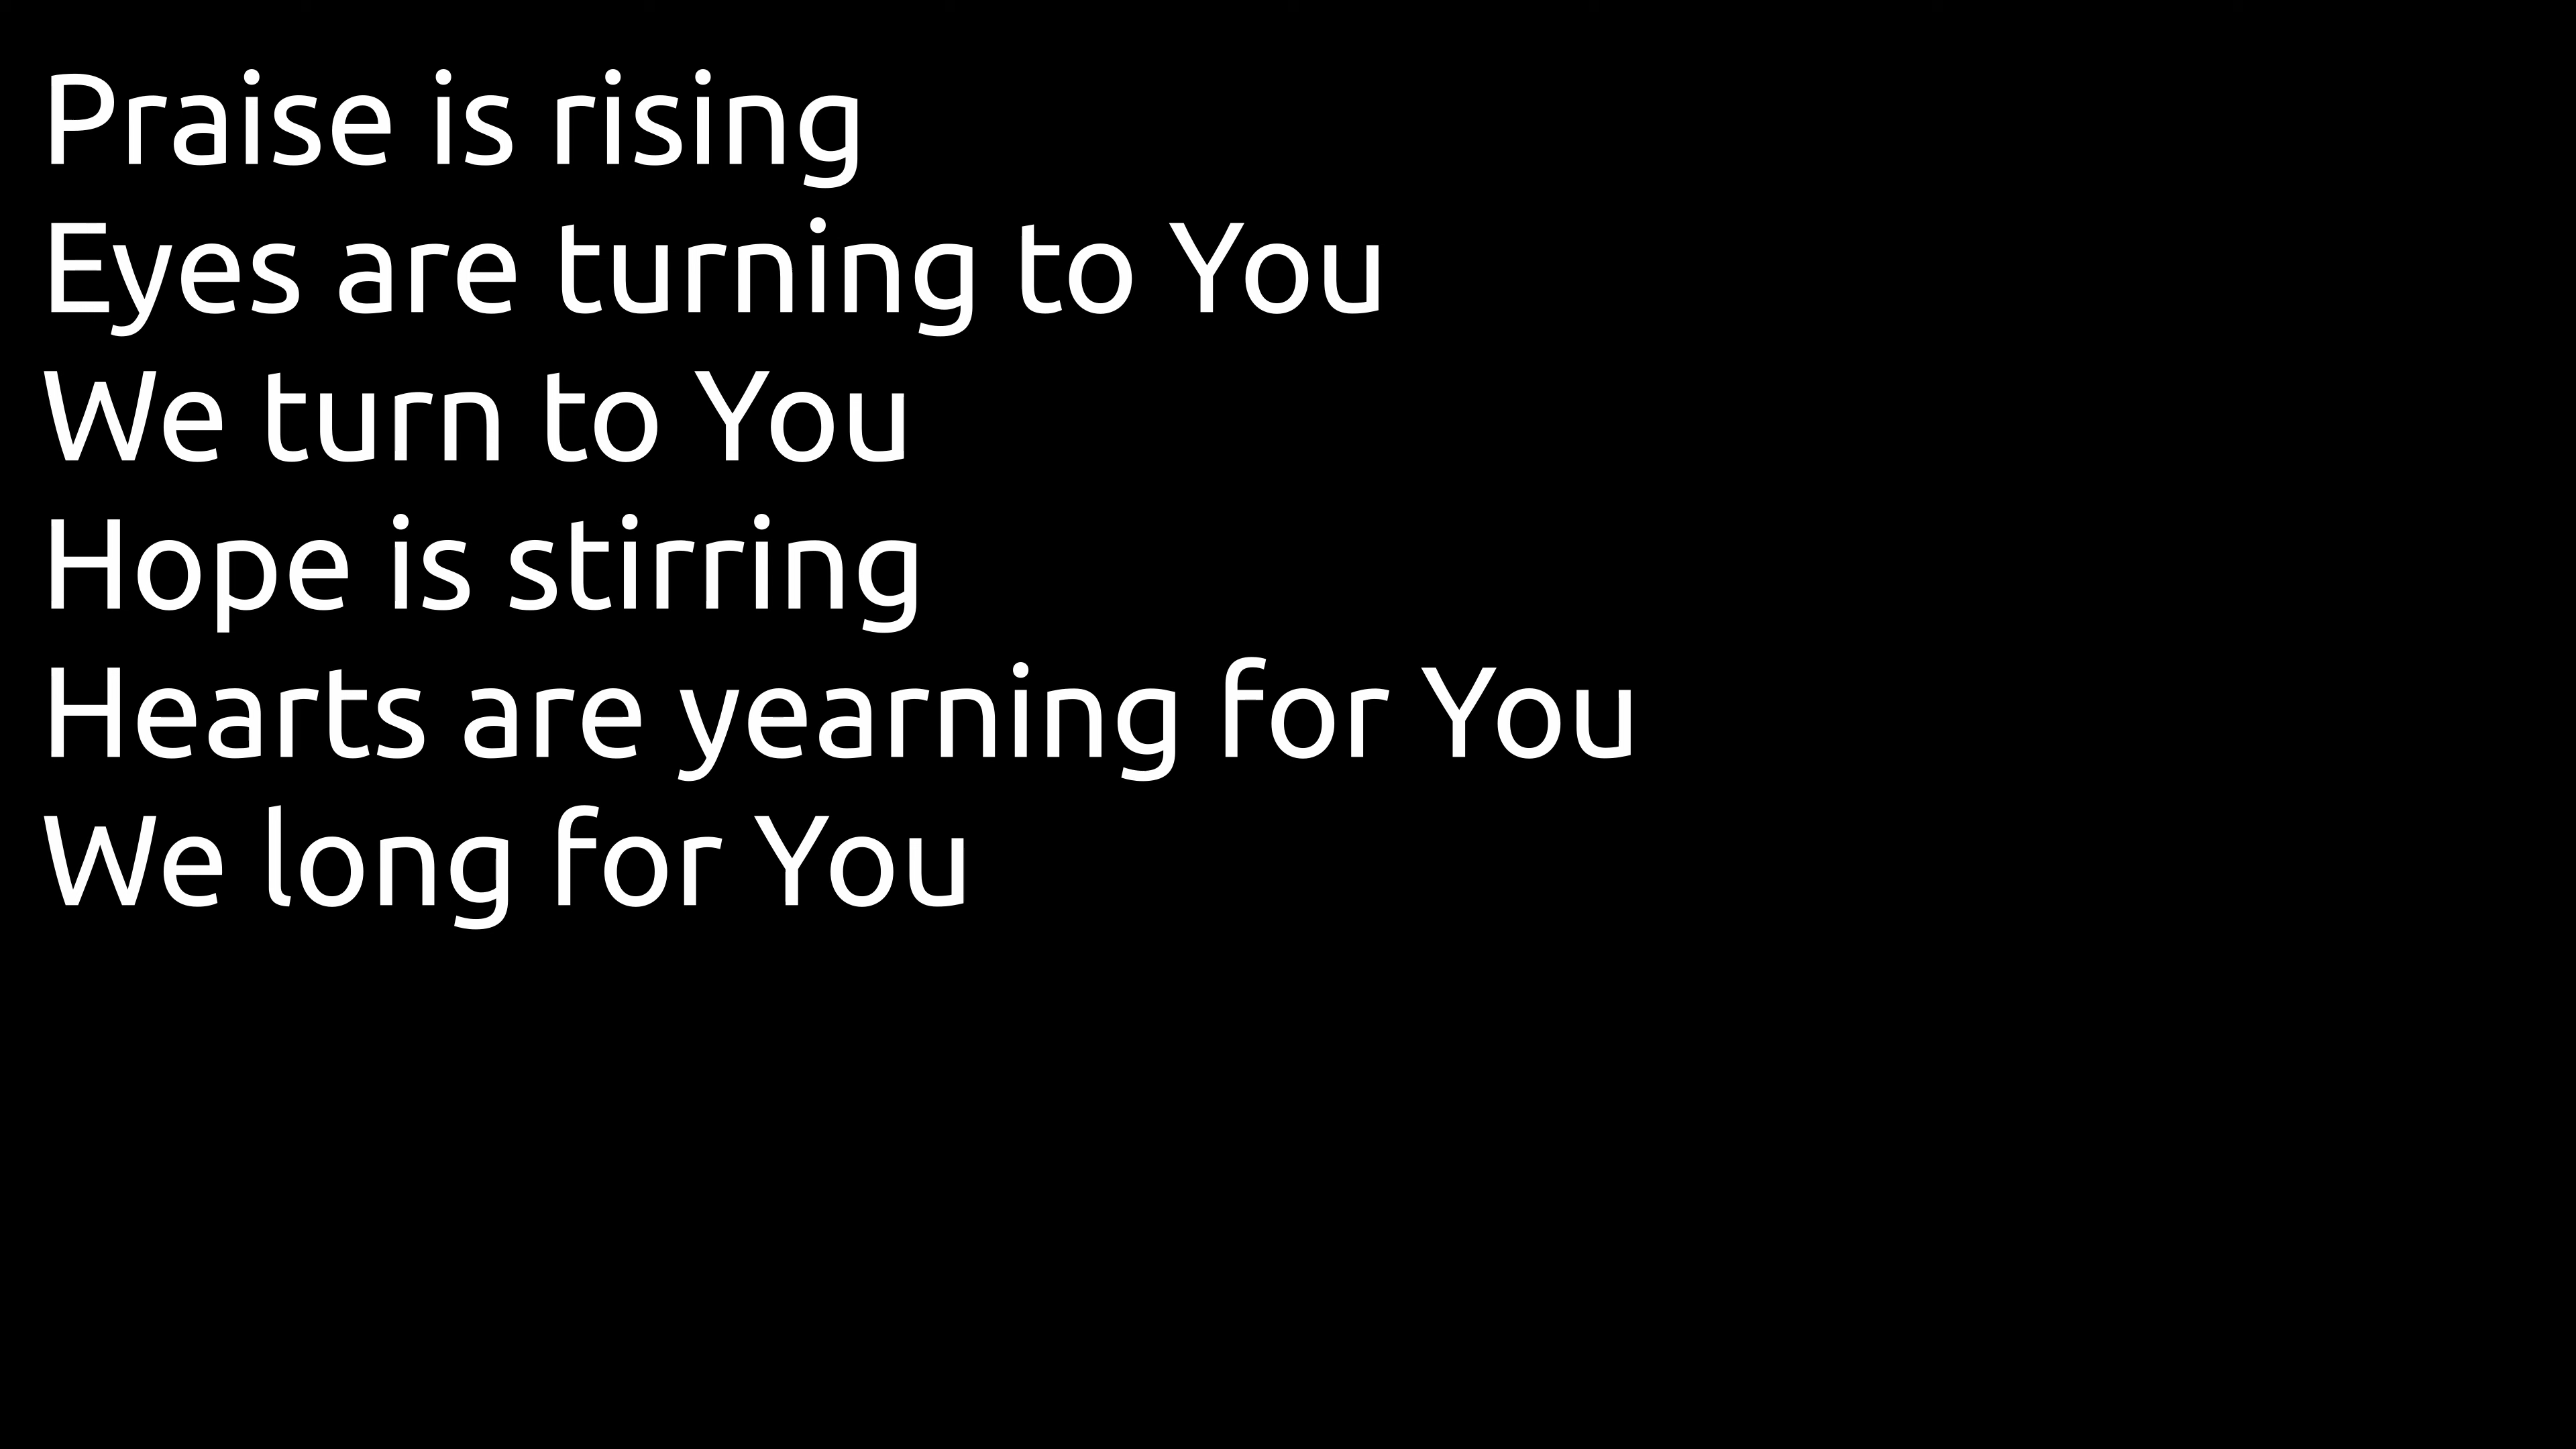 Praise is rising
Eyes are turning to You
We turn to You
Hope is stirring
Hearts are yearning for You
We long for You